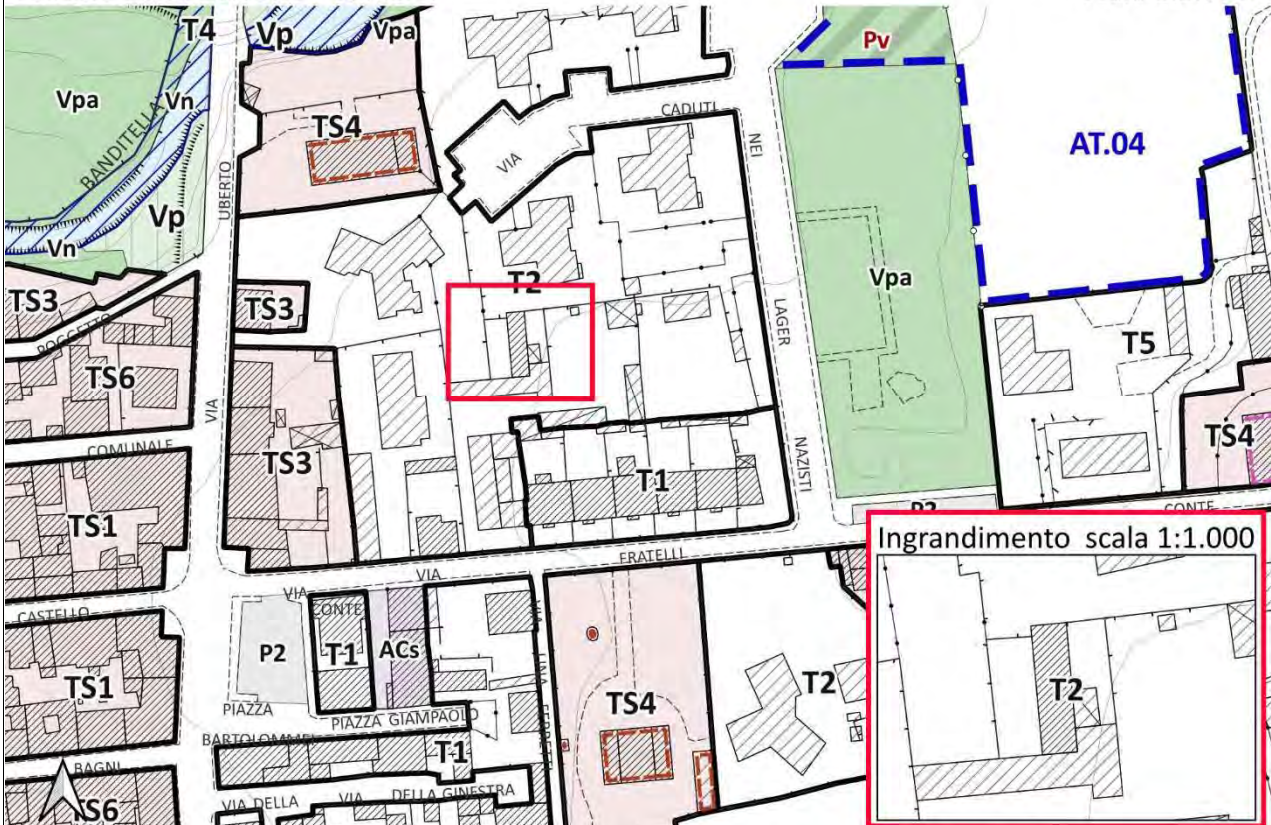 T4
Vp
Vpa
Pv
Vpa
Vn
BANDITELLA
TS4
UBERTO
CADUTI
VIA
NEI
AT.04
Vp
Vn
TS3
TS3
T2
Vpa
LAGER
POGGETTO
T5
TS6
VIA
TS4
COMUNALE
TS3
T1
NAZISTI
TS1
P2
CONTE
FRATELLI
VIA
Ingrandimento scala 1:1.000
VIA
CONTE
CASTELLO
P2
T1
ACs
VIA
T2
T2
TS1
TS4
PIAZZA
PIAZZA GIAMPAOLO
BARTOLOMMEI
T1
BAGNI
VIA DELLA
VIA
DELLA GINESTRA
TS6